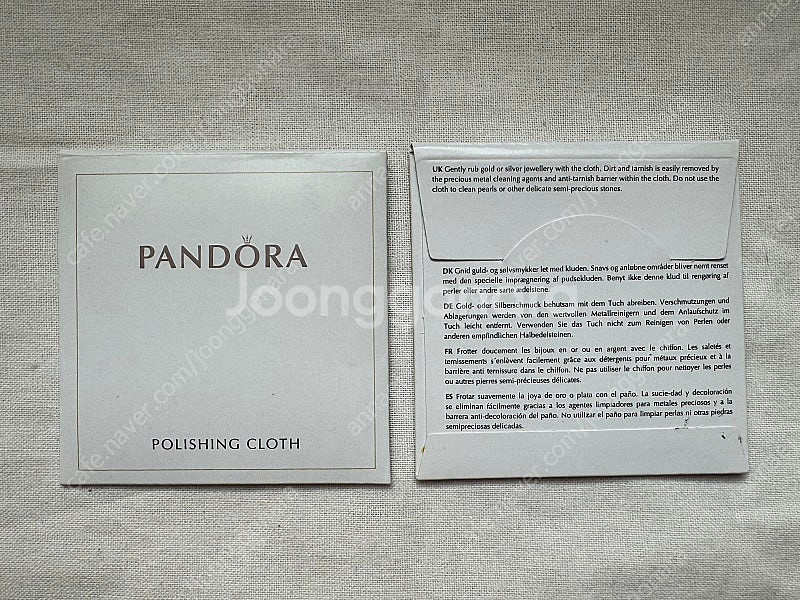 PANDORA
POLISHING CLOTH
UK Gently rub gold or silver jewellery with the cloth. Dirt and tarnish is easily removed by
the precious metal cleaning agents and anti-tarnish barrier within the cloth. Do not use the
cloth to clean pearls or other delicate semi-precious stones.
DK Gnid guld- og sølvsmykker let med kluden. Snavs og anløbne områder bliver nemt renset
med den specielle imprægnering af pudsekluden. Benyt ikke denne klud til rengøring af
perler eller andre sarte ædelstene.
DE Gold- oder Silberschmuck behutsam mit dem Tuch abreiben. Verschmutzungen und
Ablagerungen werden von den wertvollen Metallreinigern und dem Anlaufschutz im
Tuch leicht entfernt. Verwenden Sie das Tuch nicht zum Reinigen von Perlen oder
anderen empfindlichen Halbedelsteinen.
FR Frotter doucement les bijoux en or ou en argent avec le chiffon. Les saletés et
ternissements s'enlèvent facilement grâce aux détergents pour métaux précieux et à la
barrière anti ternissure dans le chiffon. Ne pas utiliser le chiffon pour nettoyer les perles
ou autres pierres semi-précieuses délicates.
ES Frotar suavemente la joya de oro o plata con el paño. La sucie-dad y decoloración
se eliminan fácilmente gracias a los agentes limpiadores para metales preciosos y a la
barrera anti-decoloración del paño. No utilizar el paño para limpiar perlas ni otras piedras
semipreciosas delicadas.